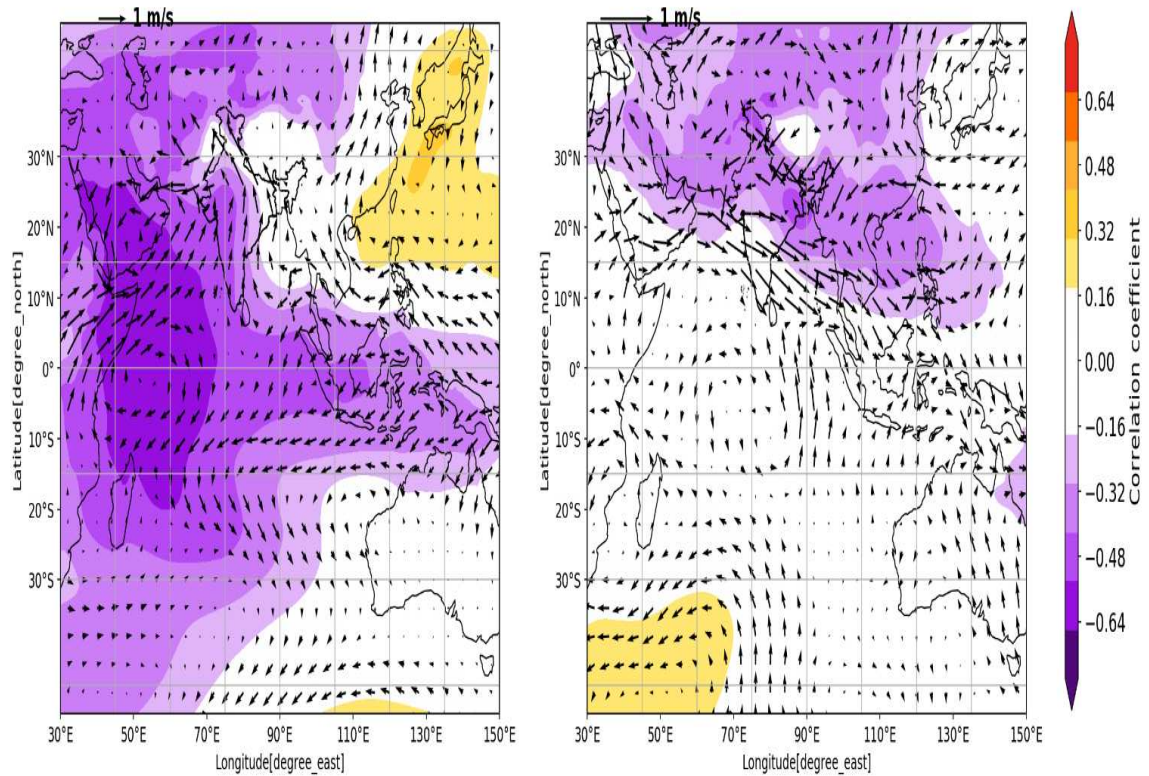 1 m/s
30°N
20°N
10°N
0°
10°S
20°S
30°S
Latitude[degree_north]
30°E 50°E 70°E 90°E 110°E 130°E 150°E
Longitude[degree_east]
1 m/s
30°N
20°N
10°N
0°
10°S
20°S
30°S
Latitude[degree_north]
30°E 50°E 70°E 90°E 110°E 130°E 150°E
Longitude[degree_east]
0.64
0.48
0.32
0.16
0.00
−0.16
−0.32
−0.48
−0.64
Correlation coefficient